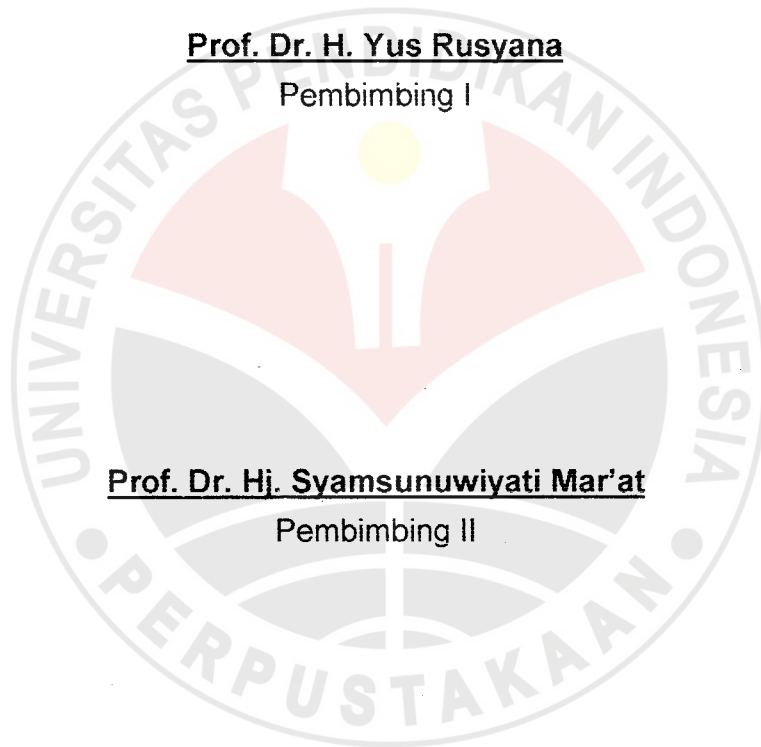 Prof. Dr. H. Yus Rusyana
Pembimbing I
Prof. Dr. Hj. Syamsunuwiyati Mar'at
Pembimbing II
UNIVERSITAS PENDIDIKAN INDONESIA
PERPUSTAKAAN